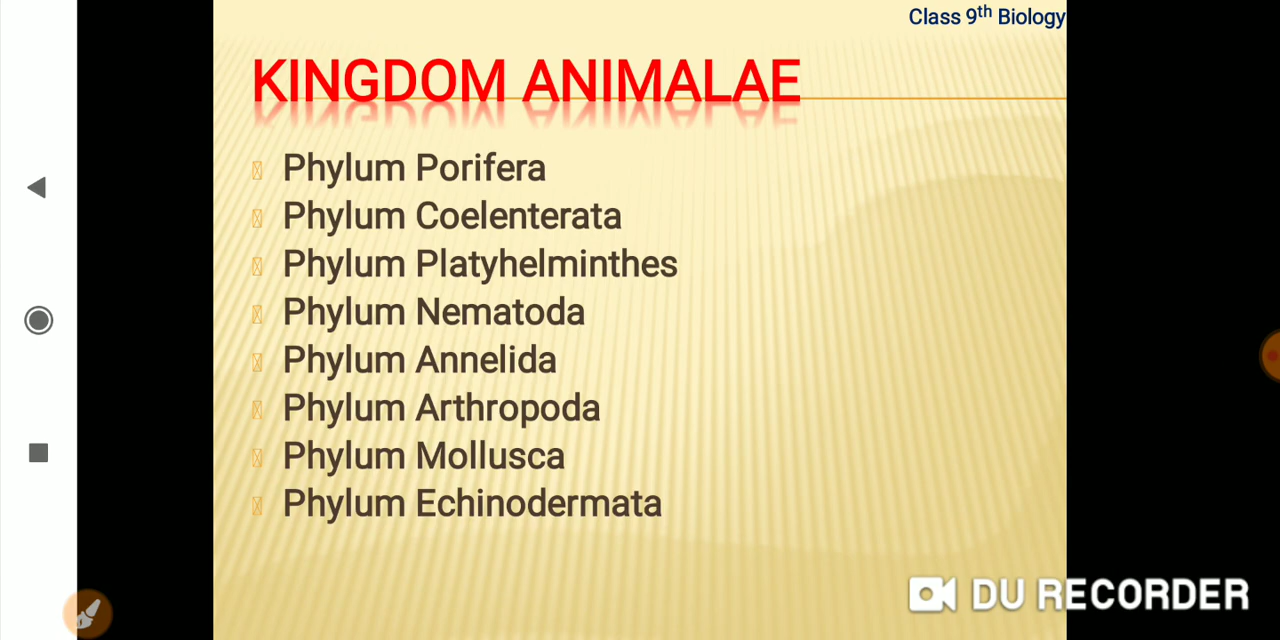 Class 9th Biology
KINGDOM ANIMALAE
Phylum Porifera
Phylum Coelenterata
Phylum Platyhelminthes
Phylum Nematoda
Phylum Annelida
Phylum Arthropoda
Phylum Mollusca
Phylum Echinodermata
DU RECORDER